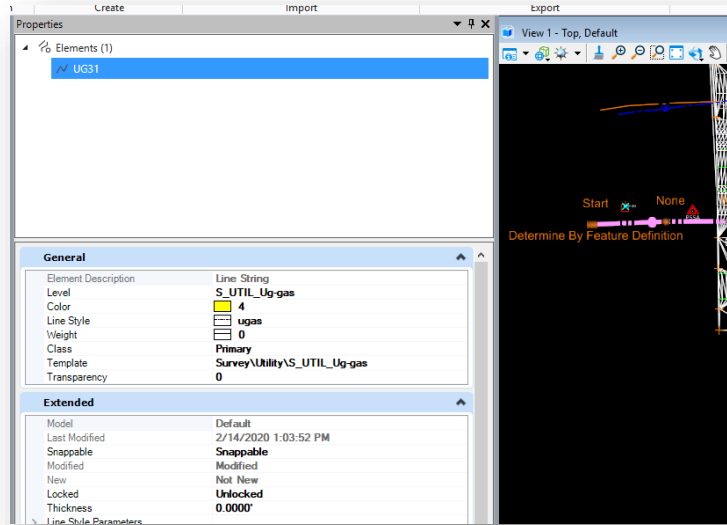 Create Import Export
Properties
Elements (1)
UG31
General
Element Description Line String
Level S_UTIL_Ug-gas
Color 4
Line Style ugas
Weight 0
Class Primary
Template Survey\Utility\S_UTIL_Ug-gas
Transparency 0
Extended
Model Default
Last Modified 2/14/2020 1:03:52 PM
Snappable Snappable
Modified Modified
New Not New
Locked Unlocked
Thickness 0.0000'
Line Style Parameters
View 1 - Top, Default
Start None
Determine By Feature Definition